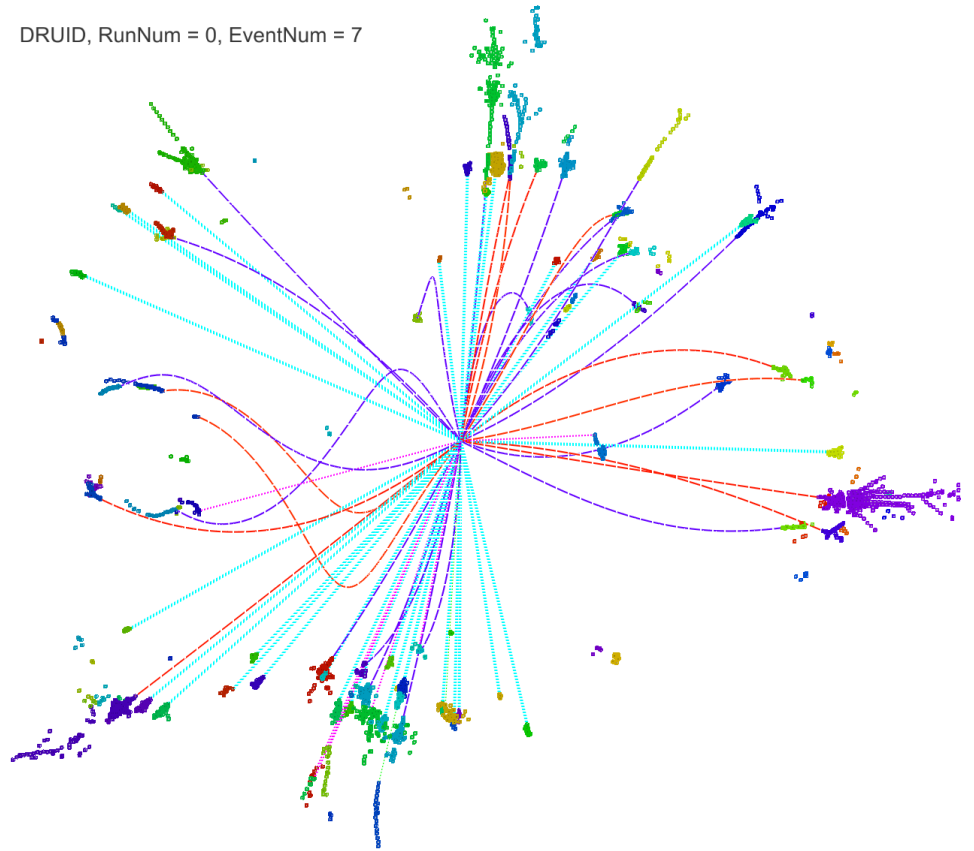 DRUID, RunNum = 0, EventNum = 7